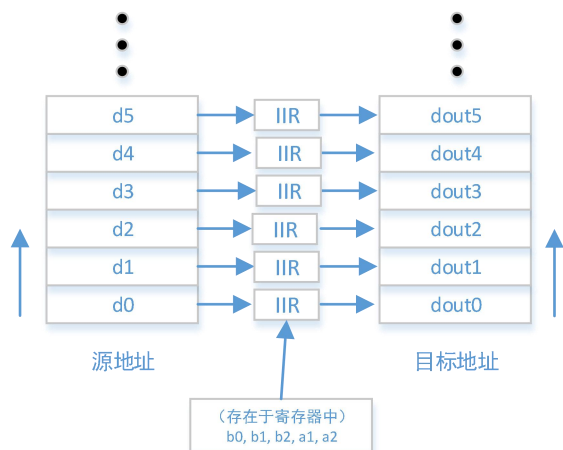 d5 IIR dout5
d4 IIR dout4
d3 IIR dout3
d2 IIR dout2
d1 IIR dout1
d0 IIR dout0
源地址 目标地址
（存在于寄存器中）
b0, b1, b2, a1, a2